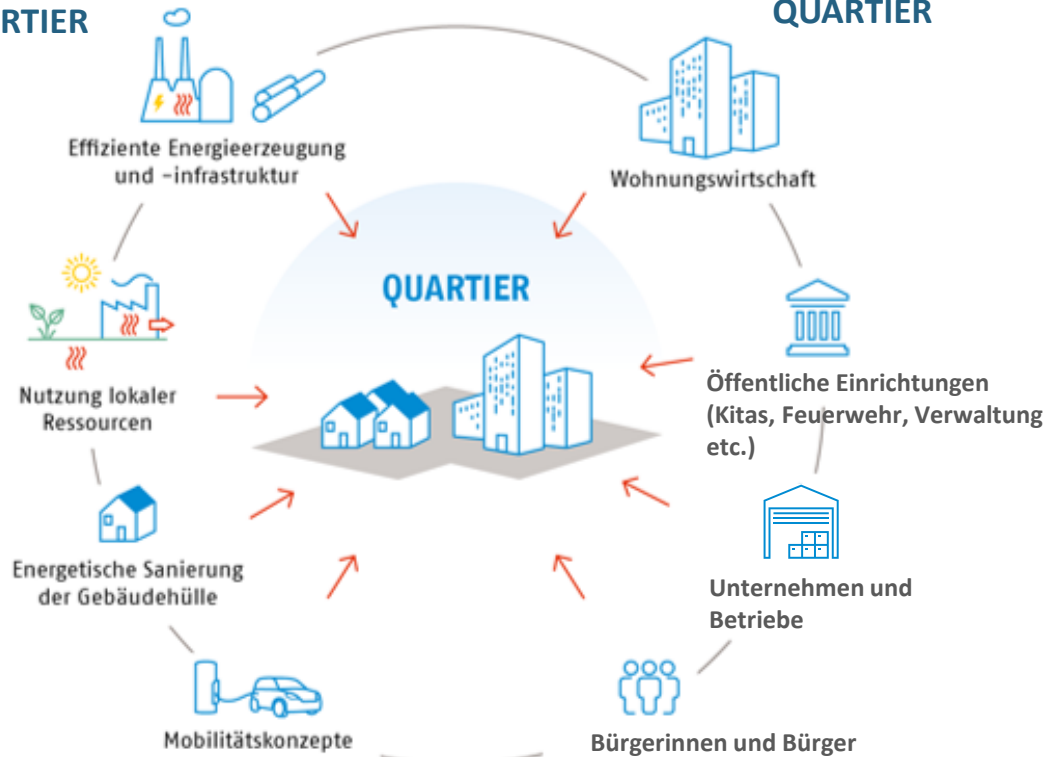 RTIER
QUARTIER
Effiziente Energieerzeugung
und -infrastruktur
Wohnungswirtschaft
QUARTIER
Nutzung lokaler
Ressourcen
Öffentliche Einrichtungen
(Kitas, Feuerwehr, Verwaltung
etc.)
Energetische Sanierung
der Gebäudehülle
Unternehmen und
Betriebe
Mobilitätskonzepte
Bürgerinnen und Bürger